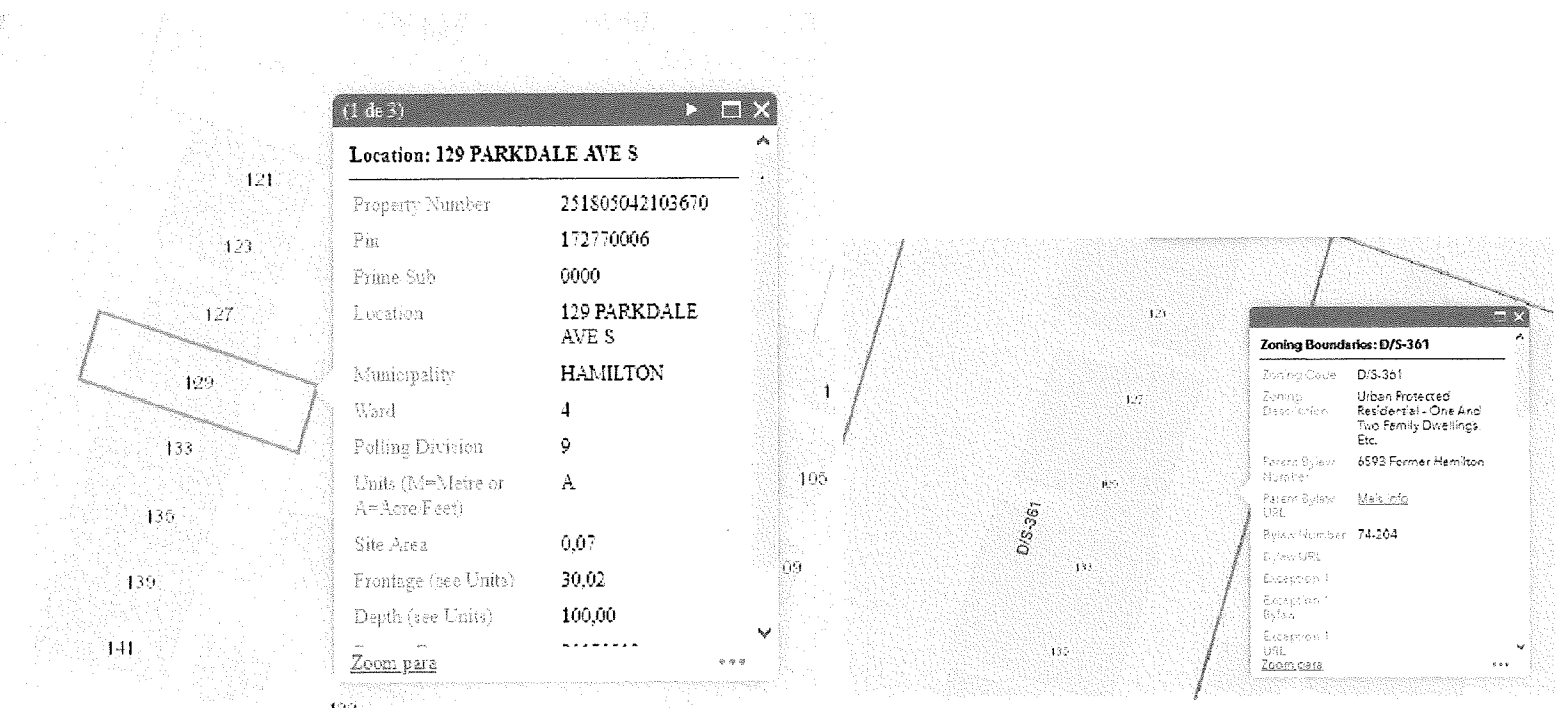 (1 de 3)
Location: 129 PARKDALE AVE S
Property Number 251805042103670
Pin 172770006
Prime Sub 0000
Location 129 PARKDALE
AVE S
Municipality HAMILTON
Ward 4
Polling Division 9
Units (M=Metre or A
A=Acre/Feet)
Site Area 0,07
Frontage (see Units) 30,02
Depth (see Units) 100,00
Zoom para
121
123
127
129
133
135
139
141
1
105
09
Zoning Boundaries: D/S-361
Zoning Code D/S-361
Zoning Urban Protected
Description Residential - One And
Two Family Dwellings,
Etc.
Parent Bylaw 6593 Former Hamilton
Number
Parent Bylaw Mais info
URL
Bylaw Number 74-204
Bylaw URL
Exception 1
Exception 1
Bylaw
Exception 1
URL
Zoom para
127
133
D/S-361